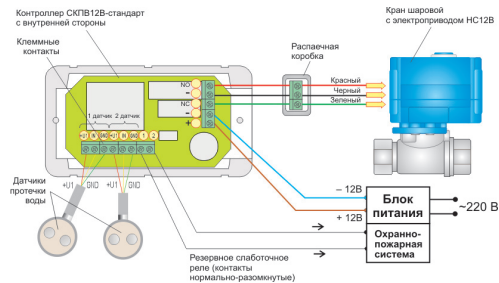 Контроллер СКПВ12В-стандарт
с внутренней стороны
Кран шаровой
с электроприводом НС12В
Клеммные
контакты
Распаечная
коробка
NO
–
NC
–
+
Красный
Черный
Зеленый
1 датчик 2 датчик
+U1 IN GND +U1 IN GND 1 2
Датчики
протечки
воды
+U1 GND +U1 GND
– 12В
+ 12В
Блок
питания
~220 В
Охранно-
пожарная
система
Резервное слаботочное
реле (контакты
нормально-разомкнутые)